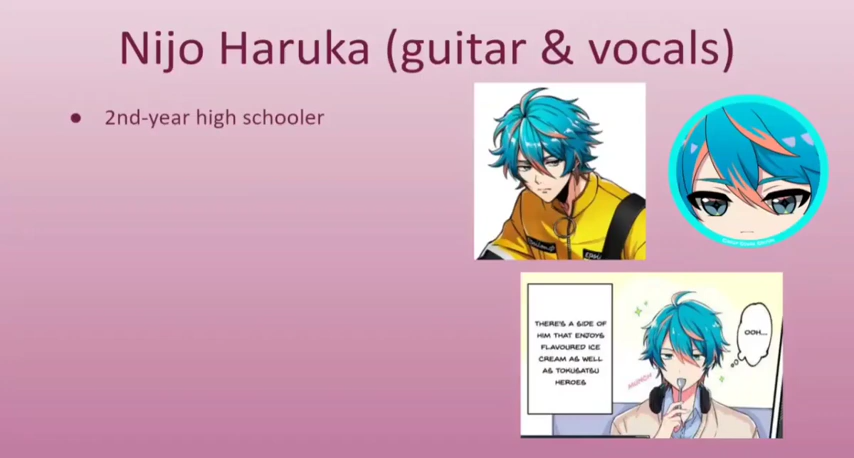 Nijo Haruka (guitar & vocals)
● 2nd-year high schooler
THERE'S A SIDE OF
HIM THAT ENJOYS
FLAVOURED ICE
CREAM AS WELL
AS TOKUSATSU
HEROES
OOH...
MUNCH